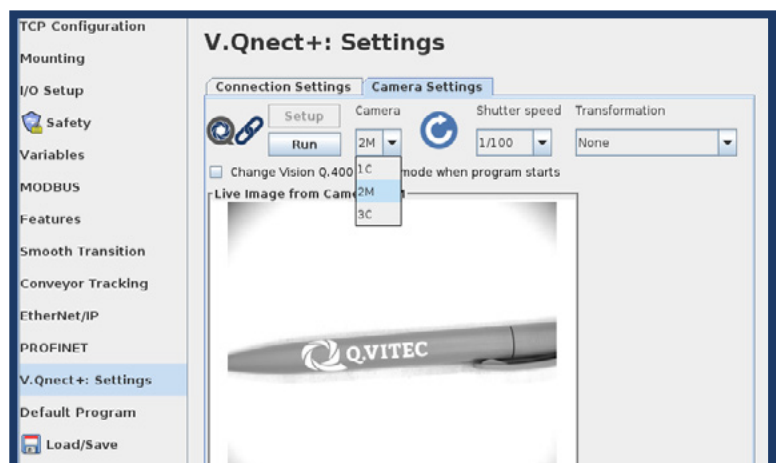 TCP Configuration
Mounting
I/O Setup
Safety
Variables
MODBUS
Features
Smooth Transition
Conveyor Tracking
EtherNet/IP
PROFINET
V.Qnect+: Settings
Default Program
Load/Save
V.Qnect+: Settings
Connection Settings
Camera Settings
Setup
Run
Camera
2M
1C
2M
3C
Shutter speed
1/100
Transformation
None
Change Vision Q.400 mode when program starts
Live Image from
Q.VITEC